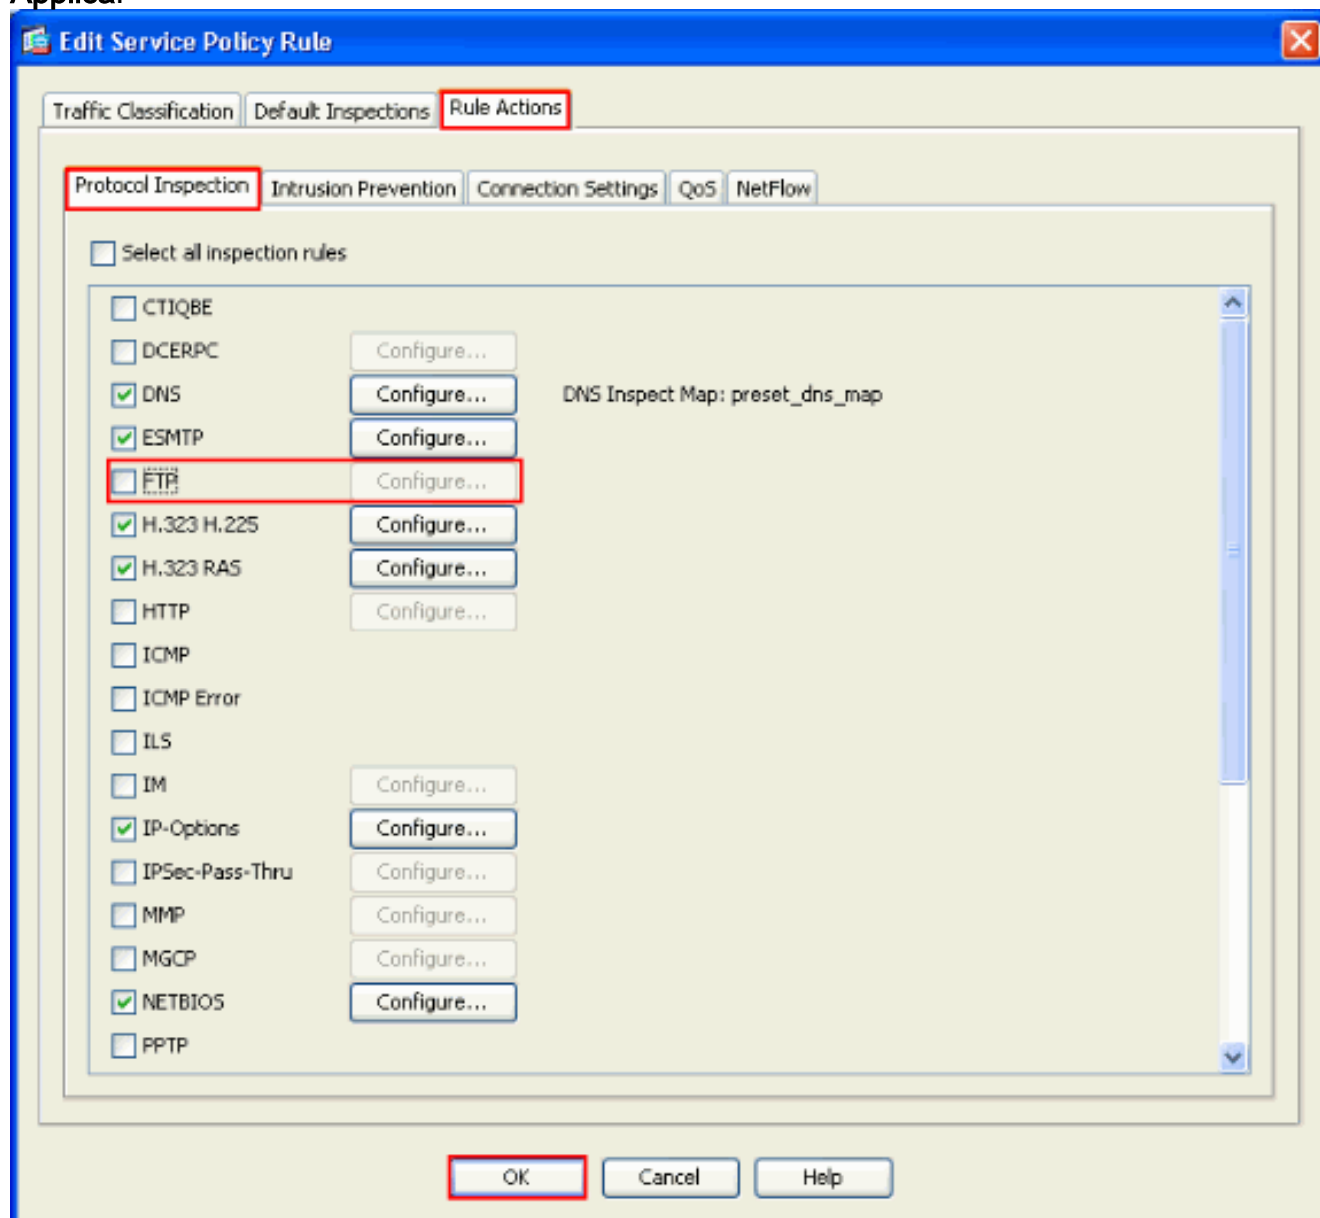 Edit Service Policy Rule
Traffic Classification Default Inspections Rule Actions
Protocol Inspection Intrusion Prevention Connection Settings QoS NetFlow
Select all inspection rules
CTIQBE
DCERPC Configure...
DNS Configure... DNS Inspect Map: preset_dns_map
ESMTP Configure...
FTP Configure...
H.323 H.225 Configure...
H.323 RAS Configure...
HTTP Configure...
ICMP
ICMP Error
ILS
IM Configure...
IP-Options Configure...
IPSec-Pass-Thru Configure...
MMP Configure...
MGCP Configure...
NETBIOS Configure...
PPTP
OK Cancel Help